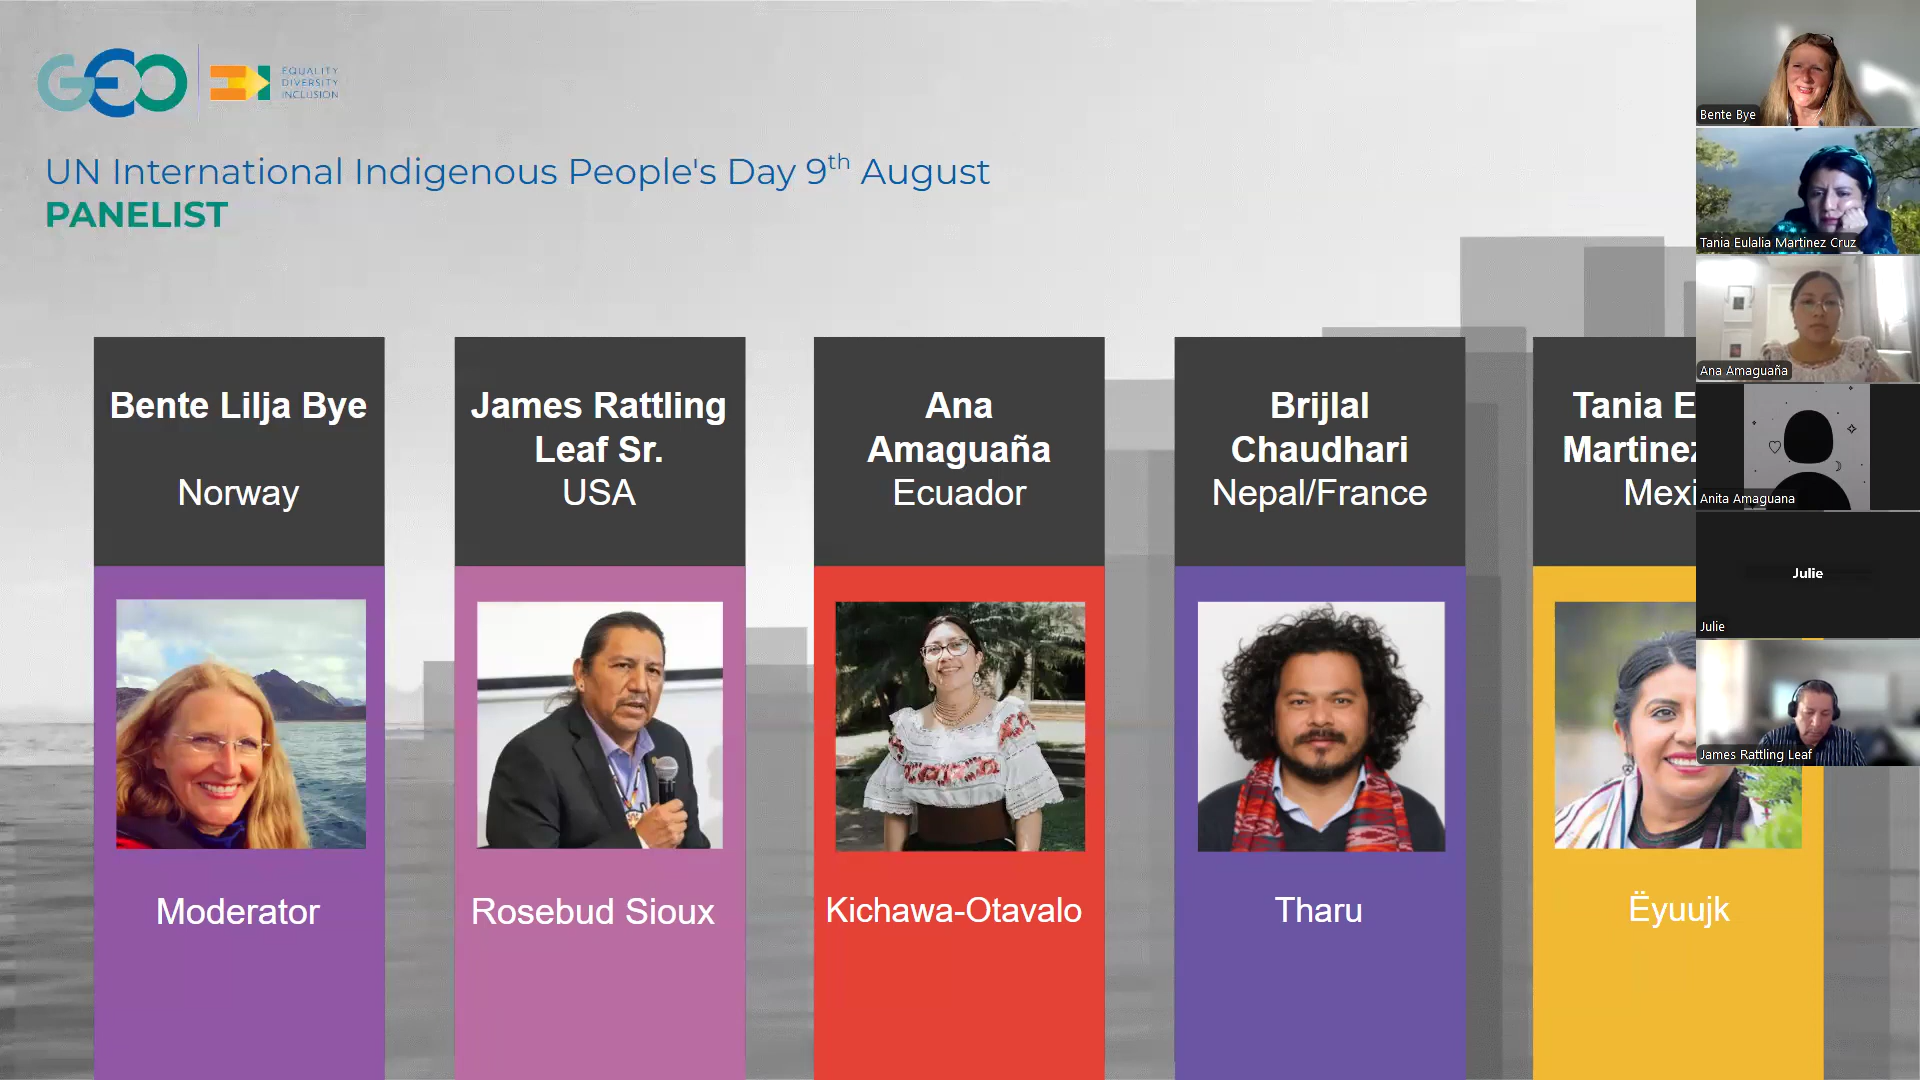 GEO
EQUALITY
DIVERSITY
INCLUSION
UN International Indigenous People's Day 9th August
PANELIST
Bente Lilja Bye
Norway
Moderator
James Rattling
Leaf Sr.
USA
Rosebud Sioux
Ana
Amaguaña
Ecuador
Kichawa-Otavalo
Brijlal
Chaudhari
Nepal/France
Tharu
Tania E
Martinez
Mexi
Ëyuujk
Bente Bye
Tania Eulalia Martinez Cruz
Ana Amaguaña
Anita Amaguana
Julie
Julie
James Rattling Leaf